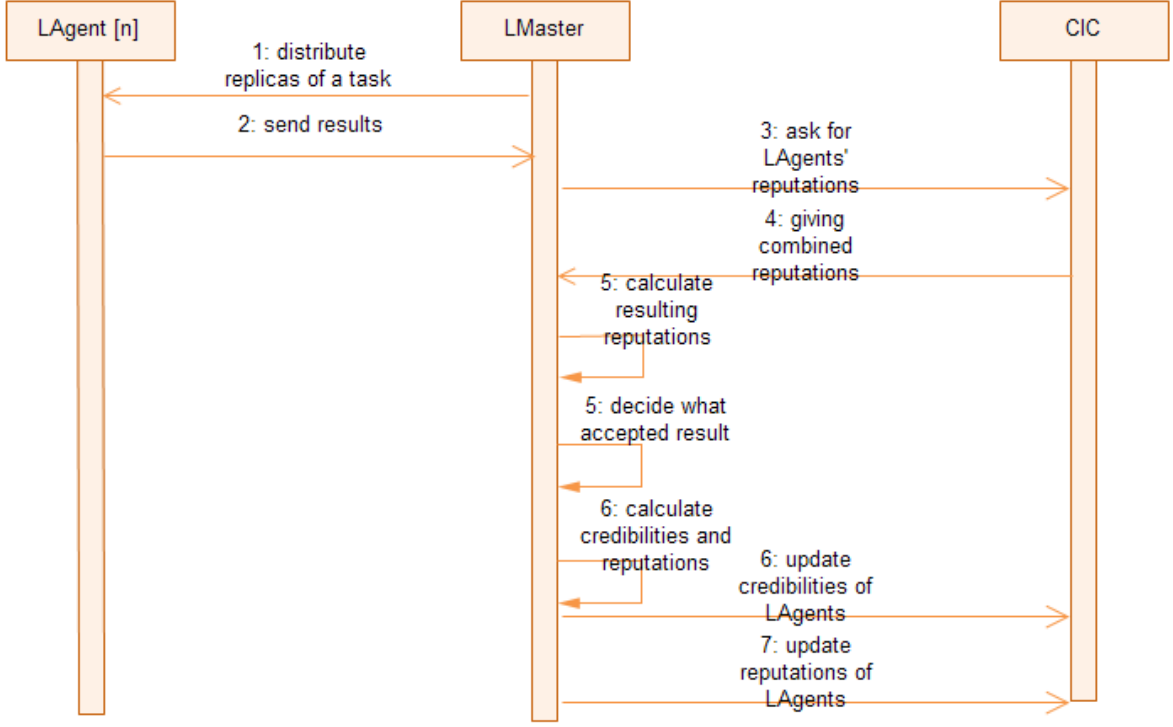 LAgent [n]
LMaster
CIC
1: distribute
replicas of a task
2: send results
3: ask for
LAgents'
reputations
4: giving
combined
reputations
5: calculate
resulting
reputations
5: decide what
accepted result
6: calculate
credibilities and
reputations
6: update
credibilities of
LAgents
7: update
reputations of
LAgents